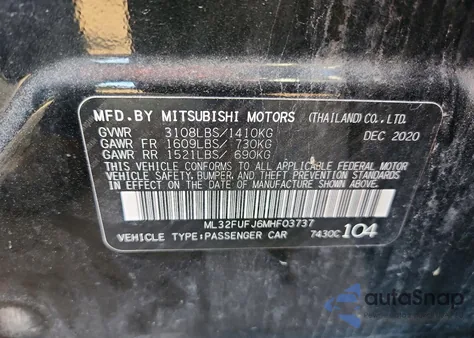 MFD.BY MITSUBISHI MOTORS (THAILAND) CO.,LTD.
GVWR 3108LBS/1410KG DEC 2020
GAWR FR 1609LBS/ 730KG
GAWR RR 1521LBS/ 690KG
THIS VEHICLE CONFORMS TO ALL APPLICABLE FEDERAL MOTOR
VEHICLE SAFETY,BUMPER,AND THEFT PREVENTION STANDARDS
IN EFFECT ON THE DATE OF MANUFACTURE SHOWN ABOVE.
ML32FUFJ6MHF03737
VEHICLE TYPE:PASSENGER CAR 7430C 104
autoSnap